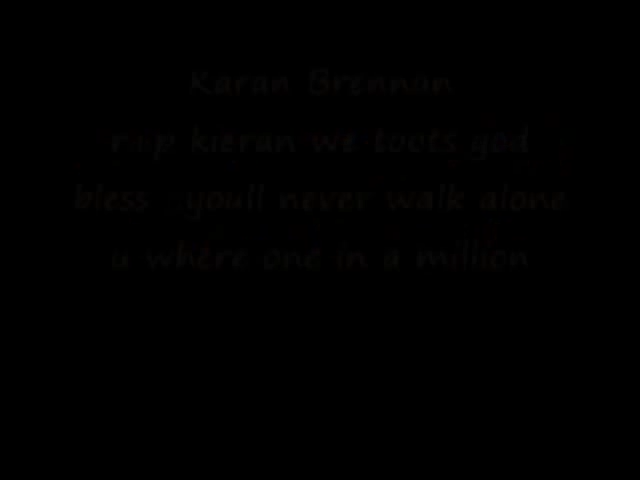 Karan Brennan
r.i.p kieran we toots god
bless ..youll never walk alone
u where one in a million